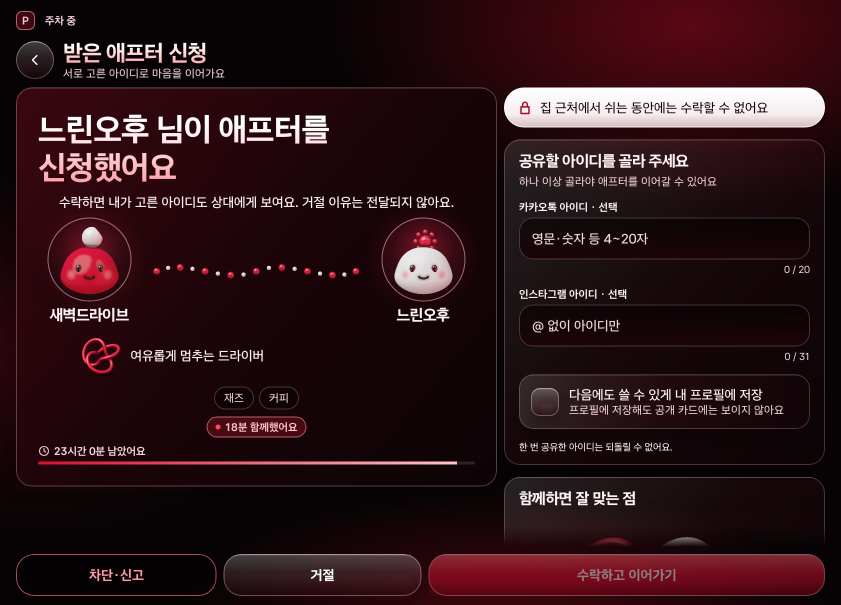 P 주차 중
받은 애프터 신청
서로 고른 아이디로 마음을 이어가요
느린오후 님이 애프터를
신청했어요
수락하면 내가 고른 아이디도 상대에게 보여요. 거절 이유는 전달되지 않아요.
새벽드라이브
느린오후
여유롭게 멈추는 드라이버
재즈
커피
18분 함께했어요
23시간 0분 남았어요
집 근처에서 쉬는 동안에는 수락할 수 없어요
공유할 아이디를 골라 주세요
하나 이상 골라야 애프터를 이어갈 수 있어요
카카오톡 아이디 · 선택
영문·숫자 등 4~20자
0 / 20
인스타그램 아이디 · 선택
@ 없이 아이디만
0 / 31
다음에도 쓸 수 있게 내 프로필에 저장
프로필에 저장해도 공개 카드에는 보이지 않아요
한 번 공유한 아이디는 되돌릴 수 없어요.
함께하면 잘 맞는 점
차단·신고
거절
수락하고 이어가기